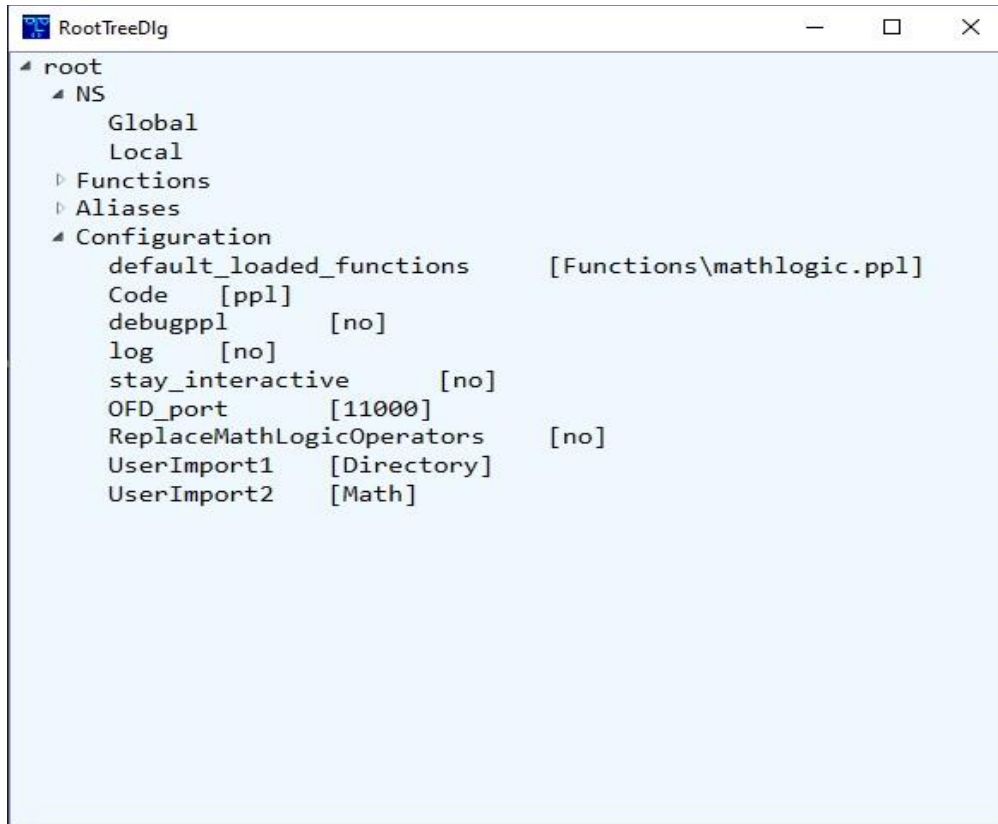 RootTreeDlg
root
NS
Global
Local
Functions
Aliases
Configuration
default_loaded_functions [Functions\mathlogic.ppl]
Code [ppl]
debugppl [no]
log [no]
stay_interactive [no]
OFD_port [11000]
ReplaceMathLogicOperators [no]
UserImport1 [Directory]
UserImport2 [Math]